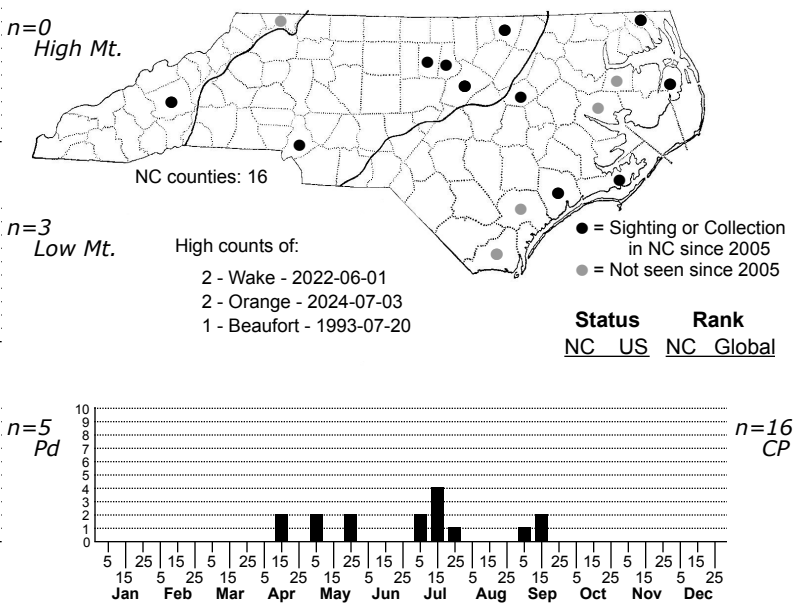 n=0
High Mt.
NC counties: 16
n=3
Low Mt.
High counts of:
2 - Wake - 2022-06-01
2 - Orange - 2024-07-03
1 - Beaufort - 1993-07-20
● = Sighting or Collection
in NC since 2005
● = Not seen since 2005
Status Rank
NC US NC Global
n=5
Pd
n=16
CP
10
9
8
7
6
5
4
3
2
1
0
5 25 15 5 25 15 5 25 15 5 25 15 5 25 15 5 25 15
15 5 25 15 5 25 15 5 25 15 5 25 15 5 25 15 5 25
Jan Feb Mar Apr May Jun Jul Aug Sep Oct Nov Dec